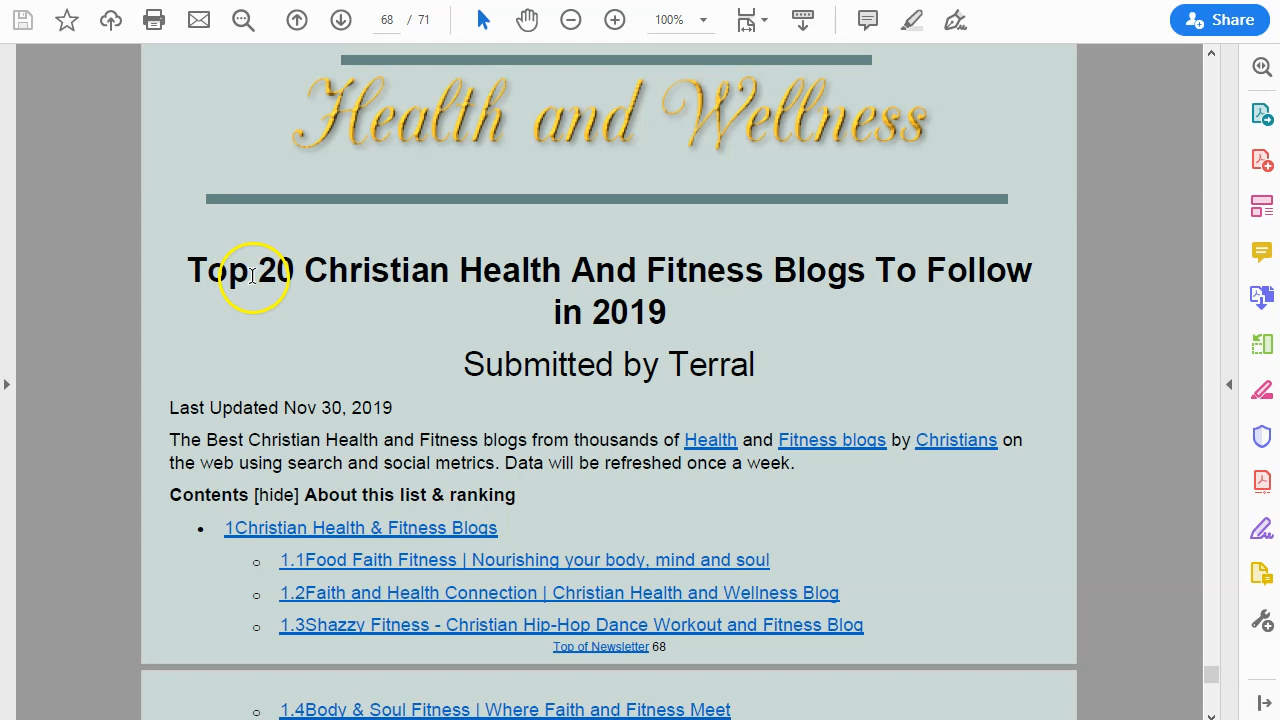 68 / 71
100%
Share
Health and Wellness
Top 20 Christian Health And Fitness Blogs To Follow
in 2019
Submitted by Terral
Last Updated Nov 30, 2019
The Best Christian Health and Fitness blogs from thousands of Health and Fitness blogs by Christians on
the web using search and social metrics. Data will be refreshed once a week.
Contents [hide] About this list & ranking
• 1Christian Health & Fitness Blogs
o 1.1Food Faith Fitness | Nourishing your body, mind and soul
o 1.2Faith and Health Connection | Christian Health and Wellness Blog
o 1.3Shazzy Fitness - Christian Hip-Hop Dance Workout and Fitness Blog
Top of Newsletter 68
o 1.4Body & Soul Fitness | Where Faith and Fitness Meet